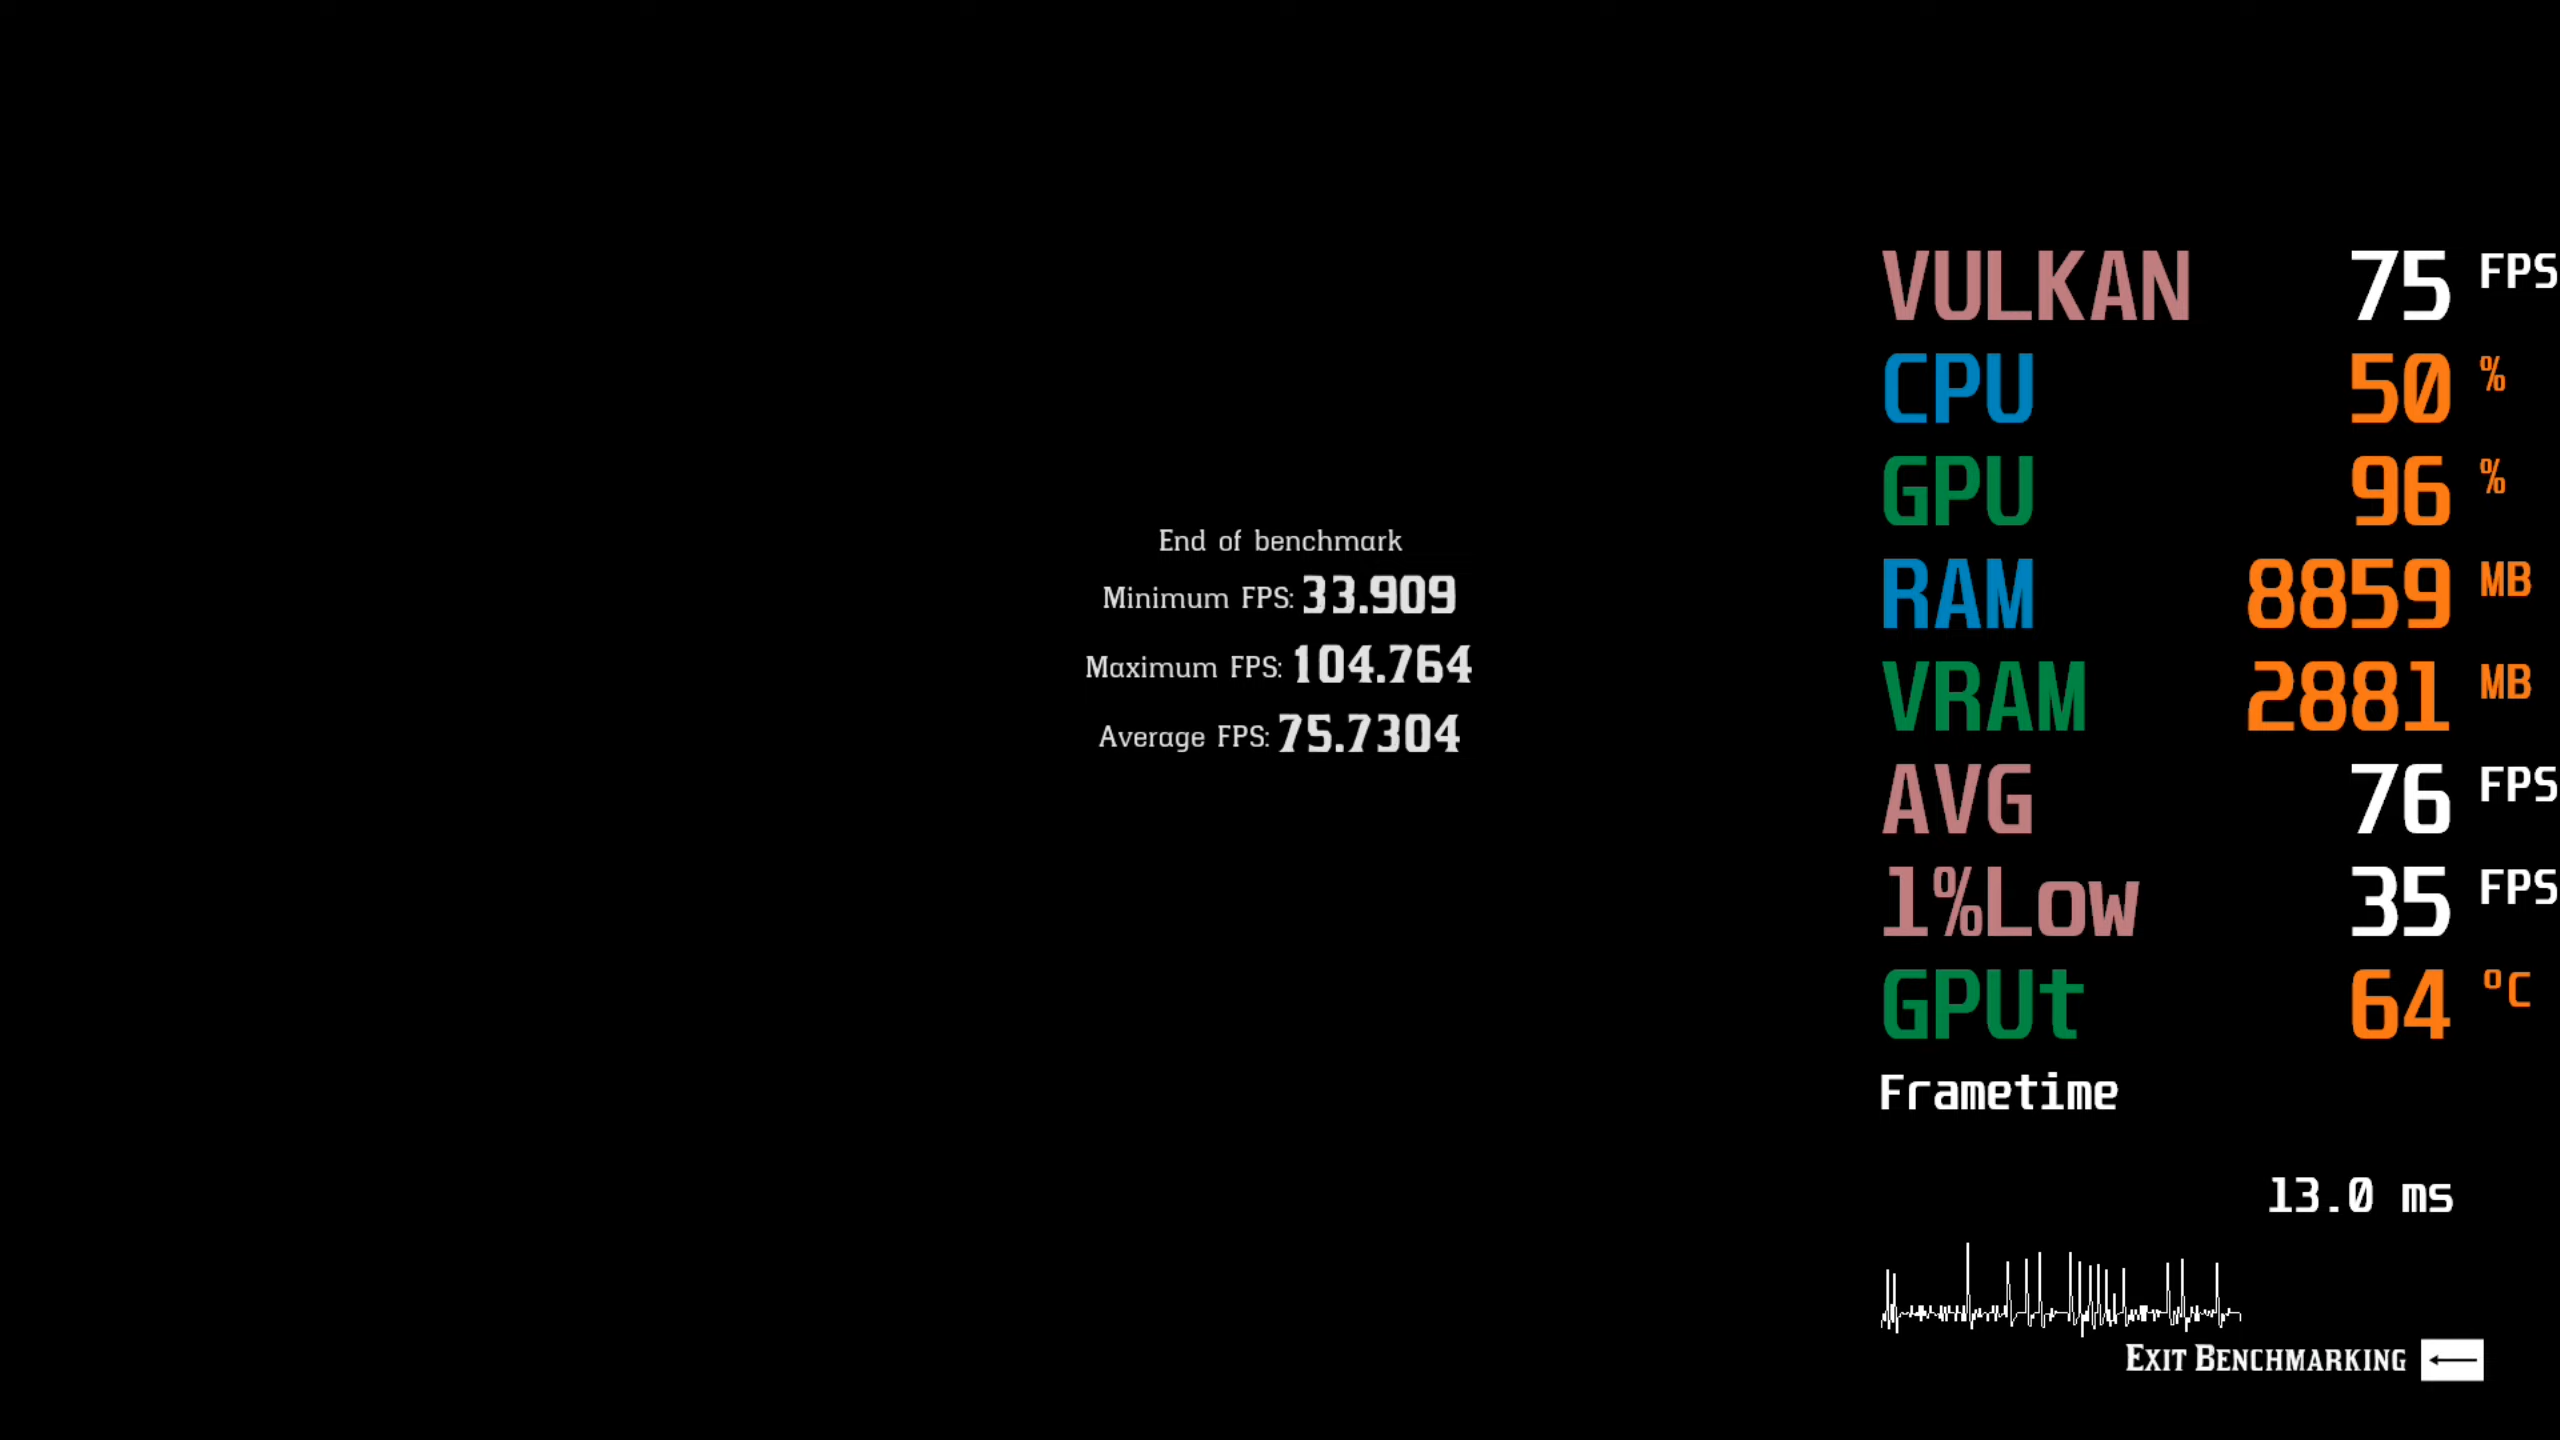 End of benchmark
Minimum FPS: 33.909
Maximum FPS: 104.764
Average FPS: 75.7304
VULKAN 75 FPS
CPU 50 %
GPU 96 %
RAM 8859 MB
VRAM 2881 MB
AVG 76 FPS
1%Low 35 FPS
GPUt 64 °C
Frametime
13.0 ms
EXIT BENCHMARKING